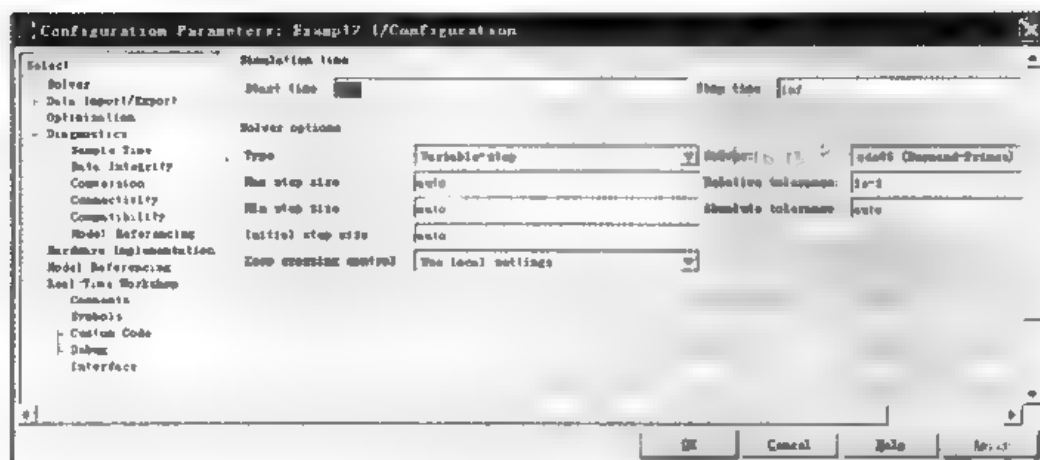 Configuration Parameters: Exampl2 1/Configuration
Select
Solver
Data Import/Export
Optimization
Diagnostics
Sample Time
Data Integrity
Conversion
Connectivity
Compatibility
Model Referencing
Hardware Implementation
Model Referencing
Real-Time Workshop
Comments
Symbols
Custom Code
Debug
Interface
Simulation time
Start time
Stop time inf
Solver options
Type Variable-step Solver: ode45 (Dormand-Prince)
Max step size auto Relative tolerance: 1e-3
Min step size auto Absolute tolerance auto
Initial step size auto
Zero crossing control Use local settings
OK Cancel Help Apply